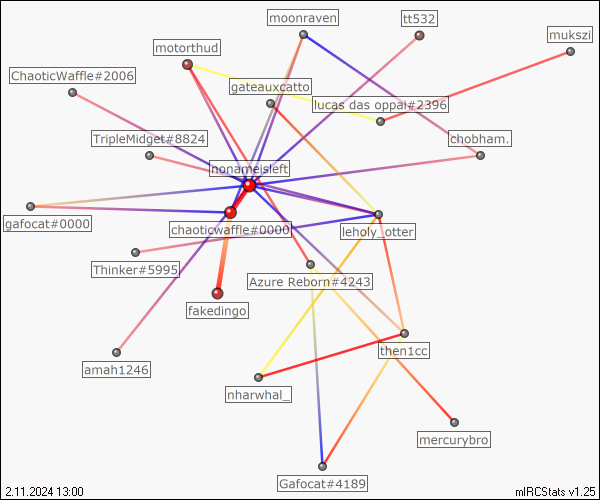 moonraven
tt532
mukszi
motorthud
ChaoticWaffle#2006
gateauxcatto
lucas das oppai#2396
TripleMidget#8824
chobham.
nonameisleft
gafocat#0000
chaoticwaffle#0000
leholy_otter
Thinker#5995
Azure Reborn#4243
fakedingo
then1cc
amah1246
nharwhal_
mercurybro
Gafocat#4189
2.11.2024 13:00
mIRCStats v1.25